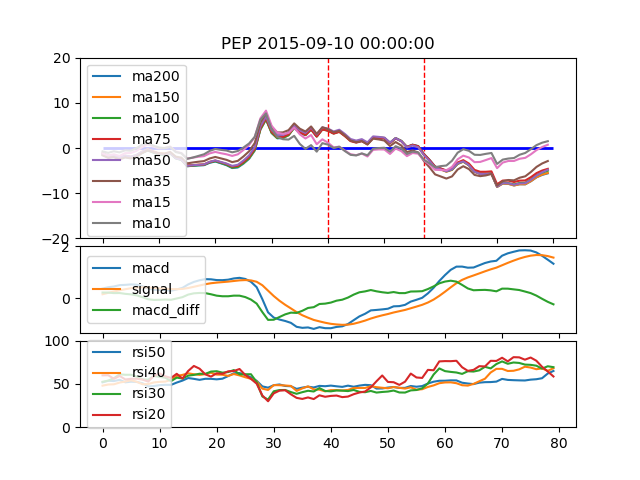 PEP 2015-09-10 00:00:00
20
10
0
−10
−20
ma200
ma150
ma100
ma75
ma50
ma35
ma15
ma10
2
0
macd
signal
macd_diff
100
50
0
rsi50
rsi40
rsi30
rsi20
0 10 20 30 40 50 60 70 80